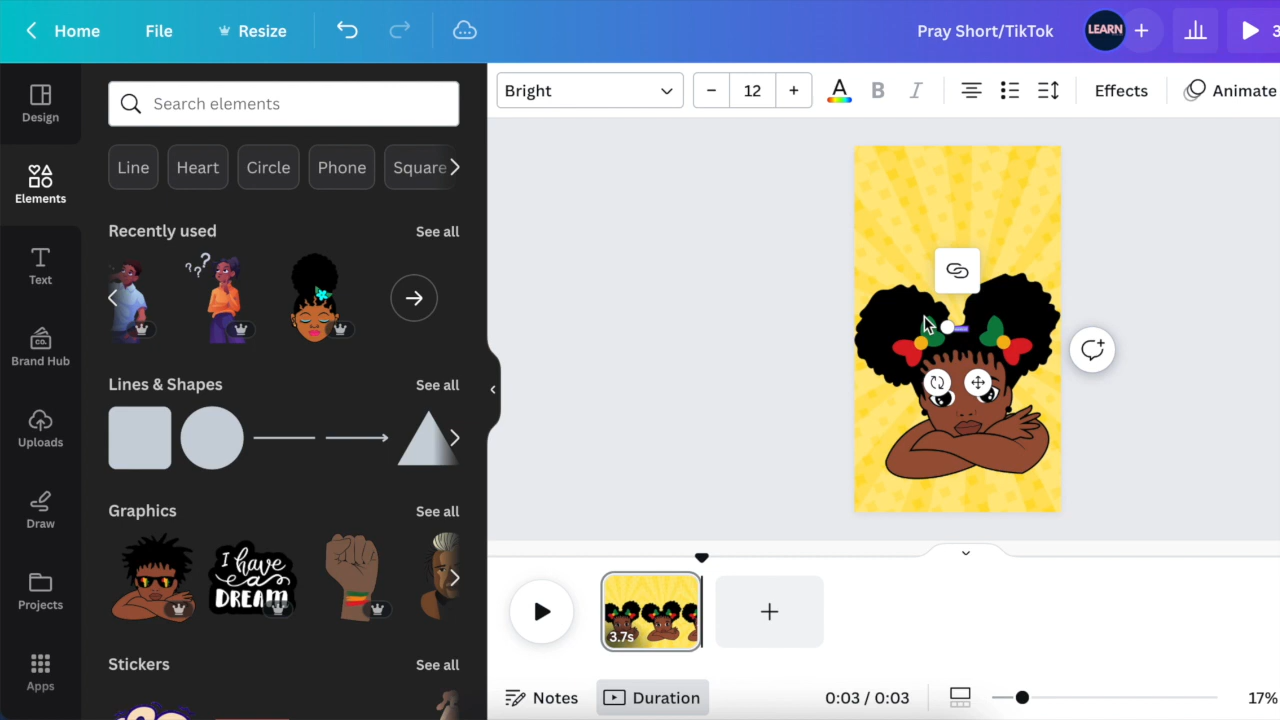 Home
File
Resize
Pray Short/TikTok
LEARN
3
Design
Elements
Text
CO.
Brand Hub
Uploads
Draw
Projects
Apps
Search elements
Line
Heart
Circle
Phone
Square
Recently used
See all
???
Lines & Shapes
See all
Graphics
See all
I have
a
DREAM
Stickers
See all
Bright
12
A
B
I
Effects
Animate
3.7s
Notes
Duration
0:03 / 0:03
17%